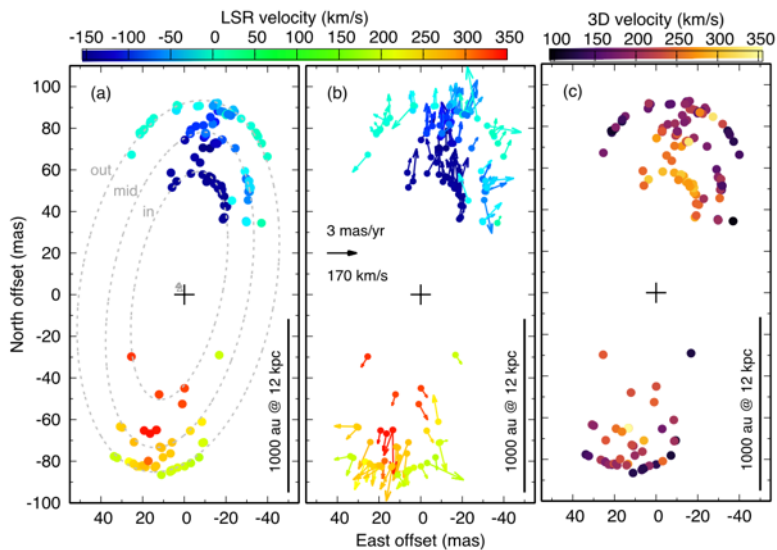 LSR velocity (km/s)
3D velocity (km/s)
-150 -100 -50 0 50 100 150 200 250 300 350
100 150 200 250 300 350
(a)
(b)
(c)
out
mid
in
3 mas/yr
170 km/s
1000 au @ 12 kpc
1000 au @ 12 kpc
1000 au @ 12 kpc
North offset (mas)
100
80
60
40
20
0
-20
-40
-60
-80
-100
40 20 0 -20 -40
40 20 0 -20 -40
40 20 0 -20 -40
East offset (mas)